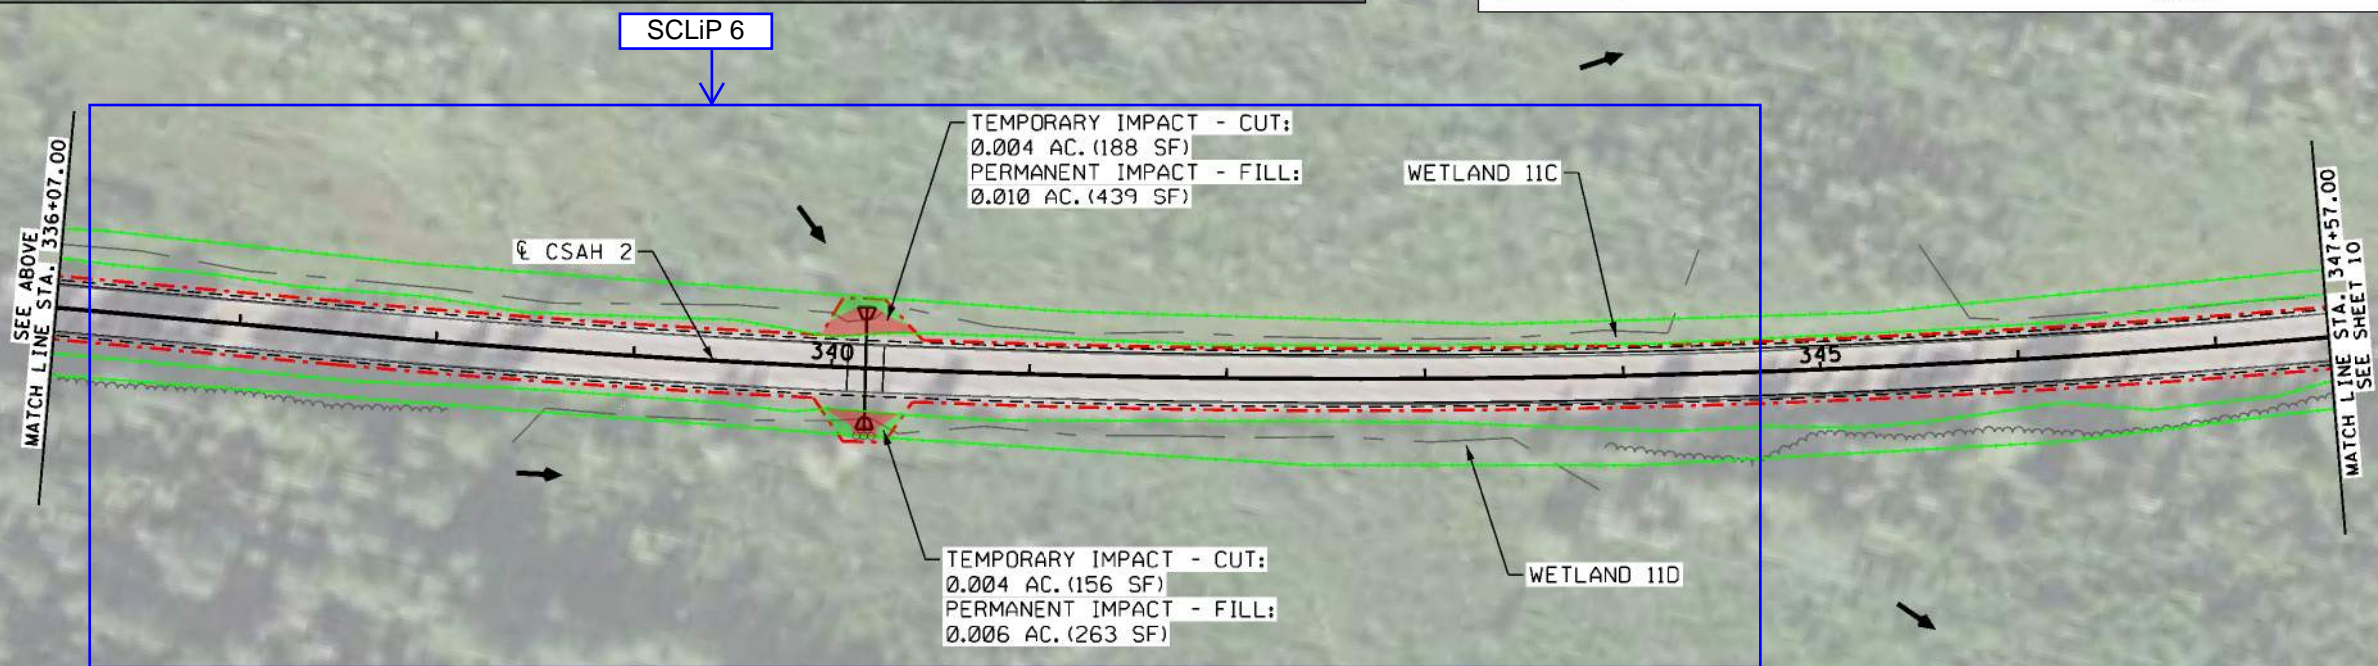 SCLiP 6
SEE ABOVE
MATCH LINE STA. 336+07.00
TEMPORARY IMPACT - CUT:
0.004 AC. (188 SF)
PERMANENT IMPACT - FILL:
0.010 AC. (439 SF)
WETLAND 11C
℄ CSAH 2
340
345
MATCH LINE STA. 347+57.00
SEE SHEET 10
TEMPORARY IMPACT - CUT:
0.004 AC. (156 SF)
PERMANENT IMPACT - FILL:
0.006 AC. (263 SF)
WETLAND 11D